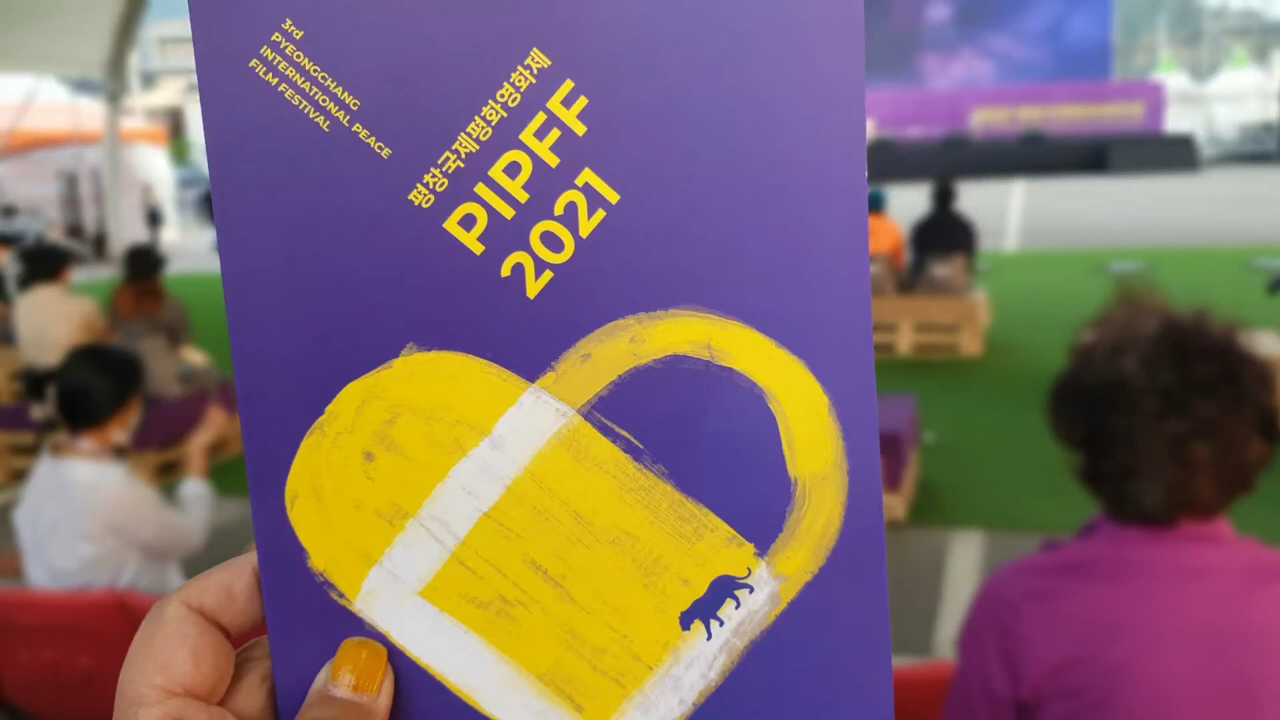 3rd
PYEONGCHANG
INTERNATIONAL PEACE
FILM FESTIVAL
평창국제평화영화제
PIPFF
2021